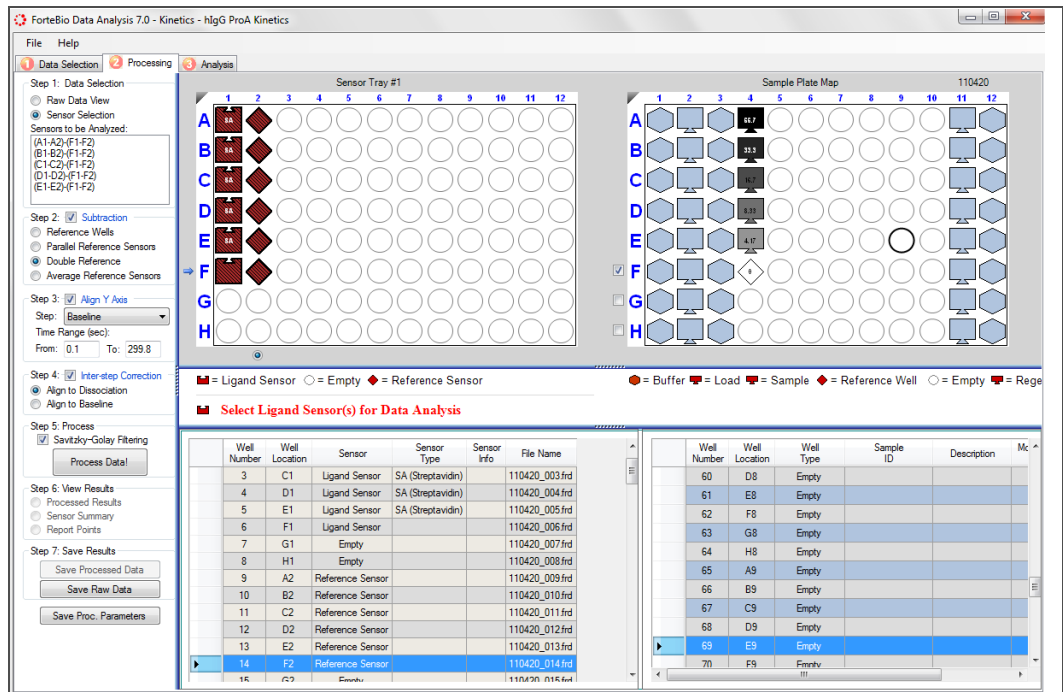 ForteBio Data Analysis 7.0 - Kinetics - hIgG ProA Kinetics
File Help
1 Data Selection 2 Processing 3 Analysis
Step 1: Data Selection
Raw Data View
Sensor Selection
Sensors to be Analyzed:
(A1-A2)-(F1-F2)
(B1-B2)-(F1-F2)
(C1-C2)-(F1-F2)
(D1-D2)-(F1-F2)
(E1-E2)-(F1-F2)
Step 2: Subtraction
Reference Wells
Parallel Reference Sensors
Double Reference
Average Reference Sensors
Step 3: Align Y Axis
Step: Baseline
Time Range (sec):
From: 0.1 To: 299.8
Step 4: Inter-step Correction
Align to Dissociation
Align to Baseline
Step 5: Process
Savitzky-Golay Filtering
Process Data!
Step 6: View Results
Processed Results
Sensor Summary
Report Points
Step 7: Save Results
Save Processed Data
Save Raw Data
Save Proc. Parameters
Sensor Tray #1
1 2 3 4 5 6 7 8 9 10 11 12
A SA
B SA
C SA
D SA
E SA
F
G
H
Sample Plate Map 110420
1 2 3 4 5 6 7 8 9 10 11 12
A 66.7
B 33.3
C 16.7
D 8.33
E 4.17
F 0
G
H
= Ligand Sensor = Empty = Reference Sensor
Select Ligand Sensor(s) for Data Analysis
= Buffer = Load = Sample = Reference Well = Empty = Rege
Well Number Well Location Sensor Sensor Type Sensor Info File Name
3 C1 Ligand Sensor SA (Streptavidin) 110420_003.frd
4 D1 Ligand Sensor SA (Streptavidin) 110420_004.frd
5 E1 Ligand Sensor SA (Streptavidin) 110420_005.frd
6 F1 Ligand Sensor 110420_006.frd
7 G1 Empty 110420_007.frd
8 H1 Empty 110420_008.frd
9 A2 Reference Sensor 110420_009.frd
10 B2 Reference Sensor 110420_010.frd
11 C2 Reference Sensor 110420_011.frd
12 D2 Reference Sensor 110420_012.frd
13 E2 Reference Sensor 110420_013.frd
14 F2 Reference Sensor 110420_014.frd
15 G2 Empty 110420_015.frd
Well Number Well Location Well Type Sample ID Description Mo
60 D8 Empty
61 E8 Empty
62 F8 Empty
63 G8 Empty
64 H8 Empty
65 A9 Empty
66 B9 Empty
67 C9 Empty
68 D9 Empty
69 E9 Empty
70 F9 Empty